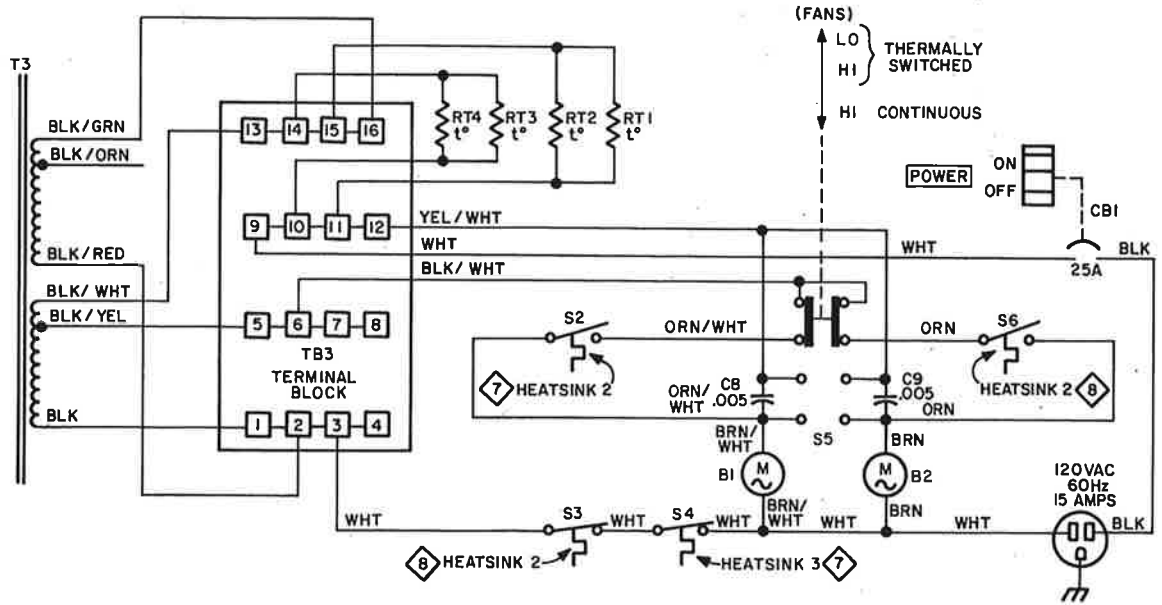 (FANS)
LO
HI
THERMALLY
SWITCHED
HI CONTINUOUS
T3
BLK/GRN
BLK/ORN
BLK/RED
BLK/WHT
BLK/YEL
BLK
13 14 15 16
RT4
t°
RT3
t°
RT2
t°
RT1
t°
POWER
ON
OFF
CB1
25A
BLK
9 10 11 12
YEL/WHT
WHT
WHT
BLK/WHT
5 6 7 8
TB3
TERMINAL
BLOCK
1 2 3 4
S2
ORN/WHT
7 HEATSINK 2
ORN
S6
HEATSINK 2 8
C8
.005
ORN/
WHT
C9
.005
ORN
S5
BRN/
WHT
BRN
B1
M
M
B2
BRN/
WHT
BRN
120VAC
60Hz
15 AMPS
WHT
S3
WHT
S4
WHT
WHT
WHT
BLK
8 HEATSINK 2
HEATSINK 3 7